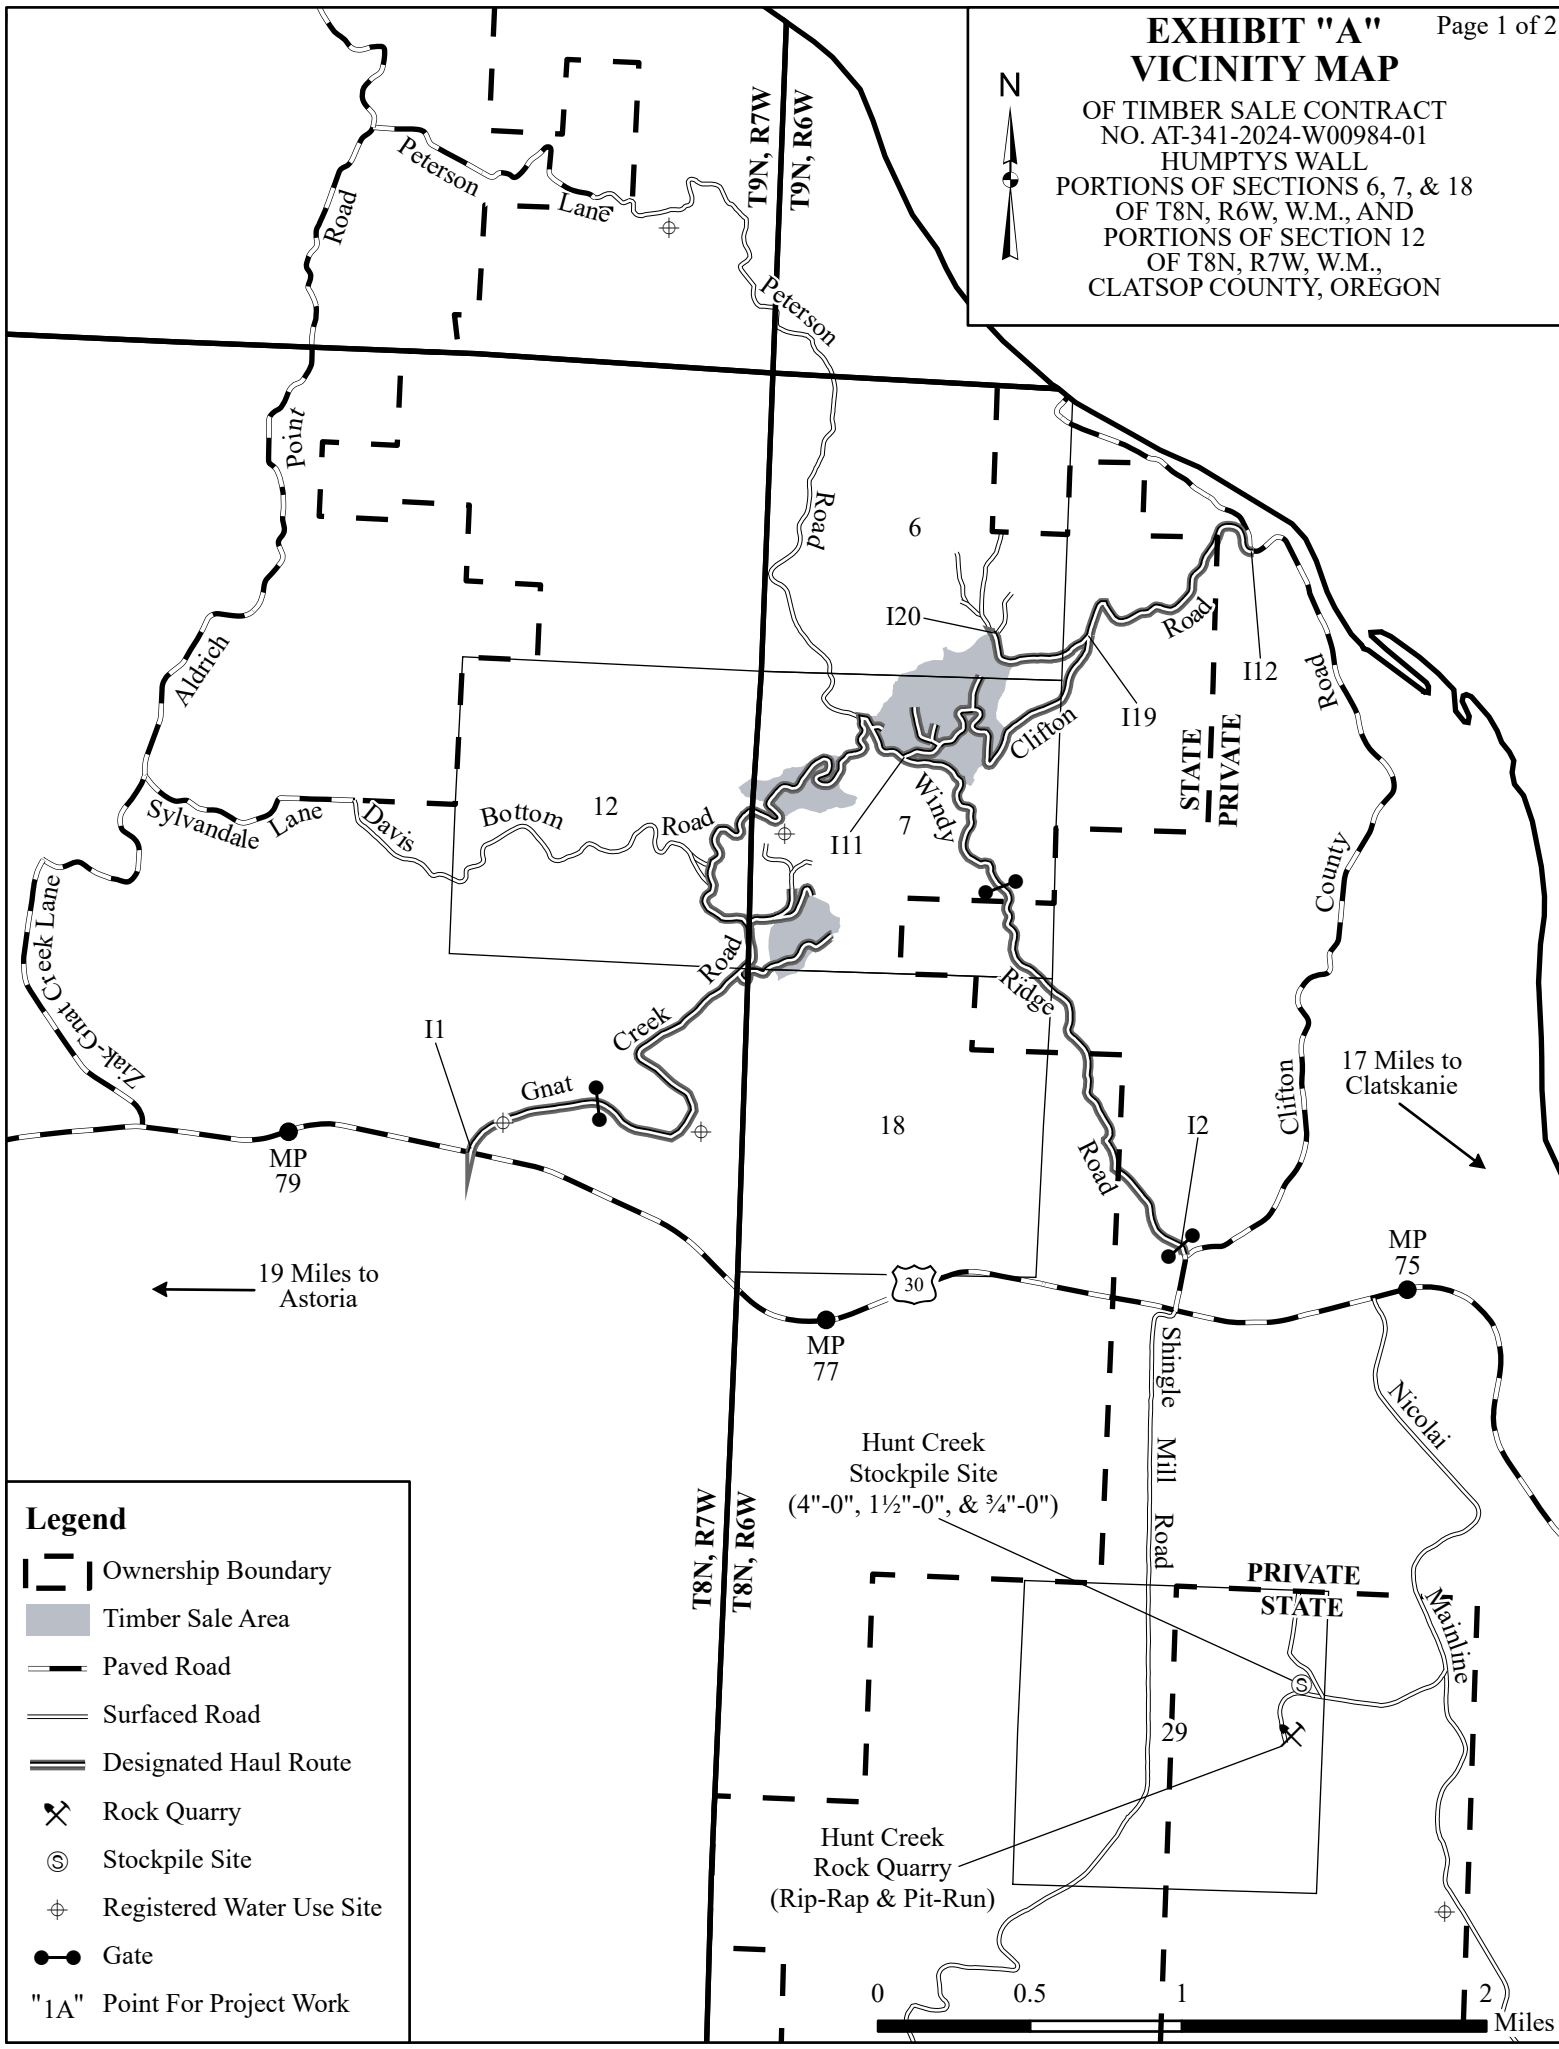 EXHIBIT "A"
Page 1 of 2
VICINITY MAP
OF TIMBER SALE CONTRACT
NO. AT-341-2024-W00984-01
HUMPTYS WALL
PORTIONS OF SECTIONS 6, 7, & 18
OF T8N, R6W, W.M., AND
PORTIONS OF SECTION 12
OF T8N, R7W, W.M.,
CLATSOP COUNTY, OREGON
N
T9N, R7W
T9N, R6W
Peterson
Lane
Road
Point
Aldrich
Peterson
Road
6
I20
Road
I12
I19
Clifton
STATE
PRIVATE
Road
County
Clifton
Sylvandale
Lane
Davis
Bottom
12
Road
I11
7
Windy
Ridge
Road
Ziak-Gnat Creek Lane
Road
Creek
Gnat
I1
18
I2
17 Miles to
Clatskanie
MP
79
19 Miles to
Astoria
30
MP
77
MP
75
Shingle
Mill
Road
Nicolai
Mainline
Hunt Creek
Stockpile Site
(4"-0", 1½"-0", & ¾"-0")
T8N, R7W
T8N, R6W
PRIVATE
STATE
S
29
Hunt Creek
Rock Quarry
(Rip-Rap & Pit-Run)
Legend
Ownership Boundary
Timber Sale Area
Paved Road
Surfaced Road
Designated Haul Route
Rock Quarry
S Stockpile Site
Registered Water Use Site
Gate
"1A" Point For Project Work
0 0.5 1 2
Miles